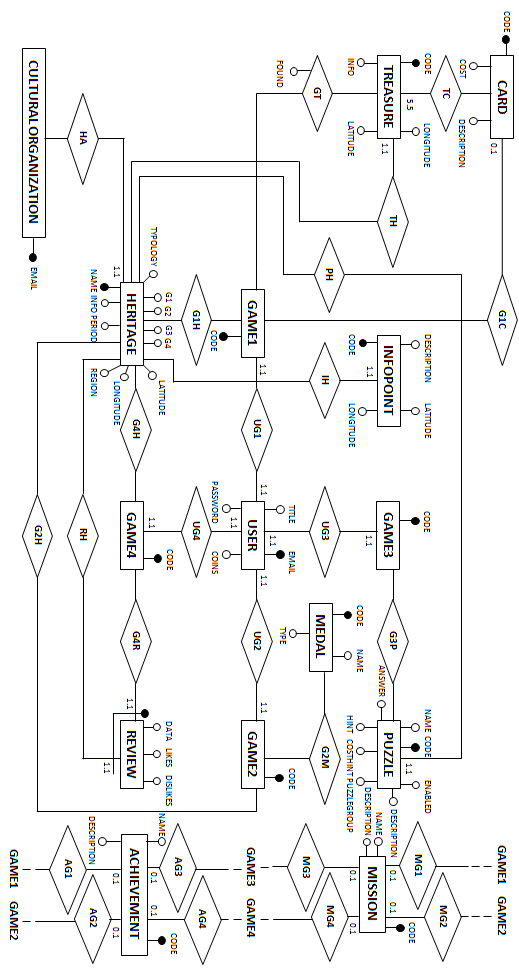 CODE
CARD
0.1
G1C
GAME1
GAME2
COST
DESCRIPTION
TC
CODE
LONGITUDE
DESCRIPTION
LATITUDE
CODE
NAME
CODE
ENABLED
MG1
MG2
5.5
1.1
1.1
0.1
0.1
CODE
TREASURE
TH
INFOPOINT
GAME3
G3P
PUZZLE
DESCRIPTION
MISSION
INFO
LATITUDE
CODE
1.1
LONGITUDE
1.1
ANSWER
HINT
COSTHINT
PUZZLEGROUP
NAME
DESCRIPTION
0.1
0.1
GT
PH
IH
UG3
MEDAL
CODE
NAME
TYPE
G2M
MG3
MG4
FOUND
TITLE
1.1
EMAIL
CODE
GAME1
1.1
UG1
1.1
USER
1.1
UG2
1.1
GAME2
GAME3
GAME4
CODE
PASSWORD
1.1
COINS
G1H
UG4
CODE
AG3
AG4
G1
G2
G3
G4
TYPOLOGY
LATITUDE
1.1
DATA
LIKES
DISLIKES
NAME
0.1
0.1
CODE
HERITAGE
G4H
GAME4
G4R
REVIEW
ACHIEVEMENT
1.1
NAME
INFO
PERIOD
REGION
LONGITUDE
1.1
1.1
DESCRIPTION
0.1
0.1
HA
RH
AG1
AG2
CULTURAL ORGANIZATION
EMAIL
G2H
GAME1
GAME2